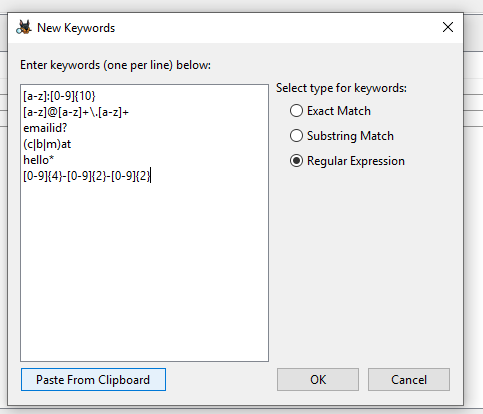 New Keywords
Enter keywords (one per line) below:
[a-z]:[0-9]{10}
[a-z]@[a-z]+\.[a-z]+
emailid?
(c|b|m)at
hello*
[0-9]{4}-[0-9]{2}-[0-9]{2}
Select type for keywords:
Exact Match
Substring Match
Regular Expression
Paste From Clipboard
OK
Cancel